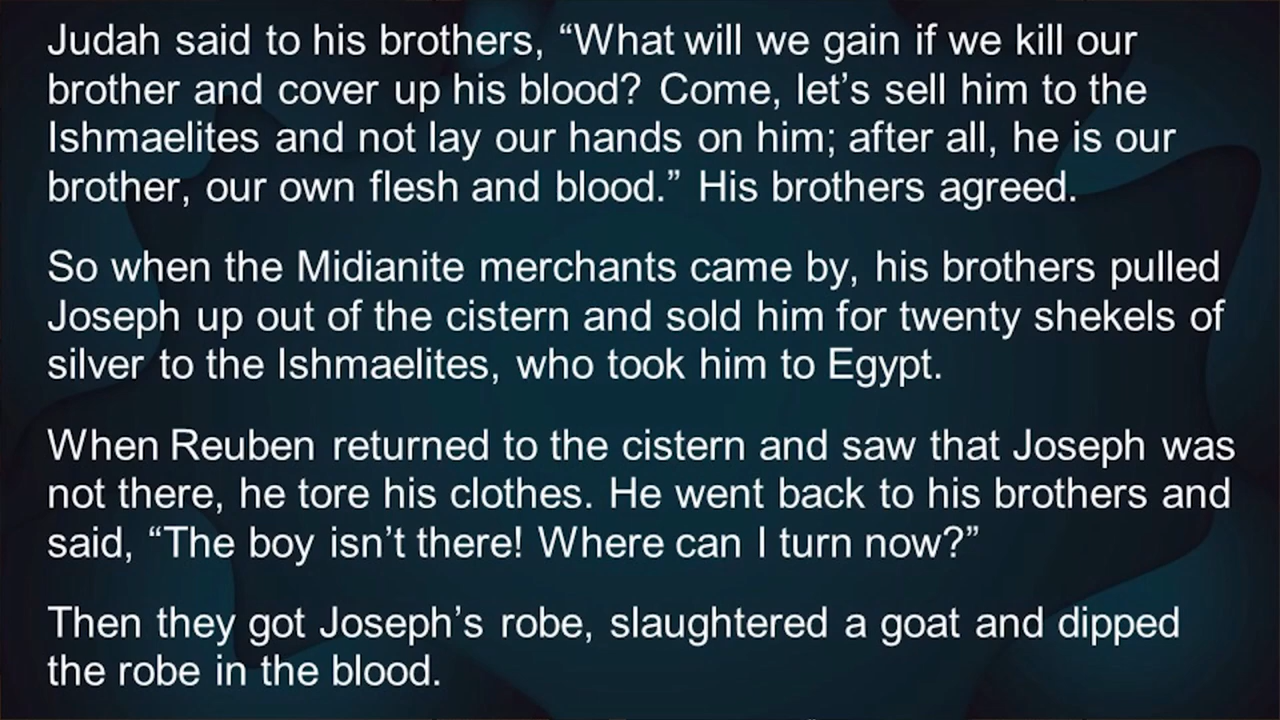 Judah said to his brothers, “What will we gain if we kill our
brother and cover up his blood? Come, let’s sell him to the
Ishmaelites and not lay our hands on him; after all, he is our
brother, our own flesh and blood.” His brothers agreed.
So when the Midianite merchants came by, his brothers pulled
Joseph up out of the cistern and sold him for twenty shekels of
silver to the Ishmaelites, who took him to Egypt.
When Reuben returned to the cistern and saw that Joseph was
not there, he tore his clothes. He went back to his brothers and
said, “The boy isn’t there! Where can I turn now?”
Then they got Joseph’s robe, slaughtered a goat and dipped
the robe in the blood.